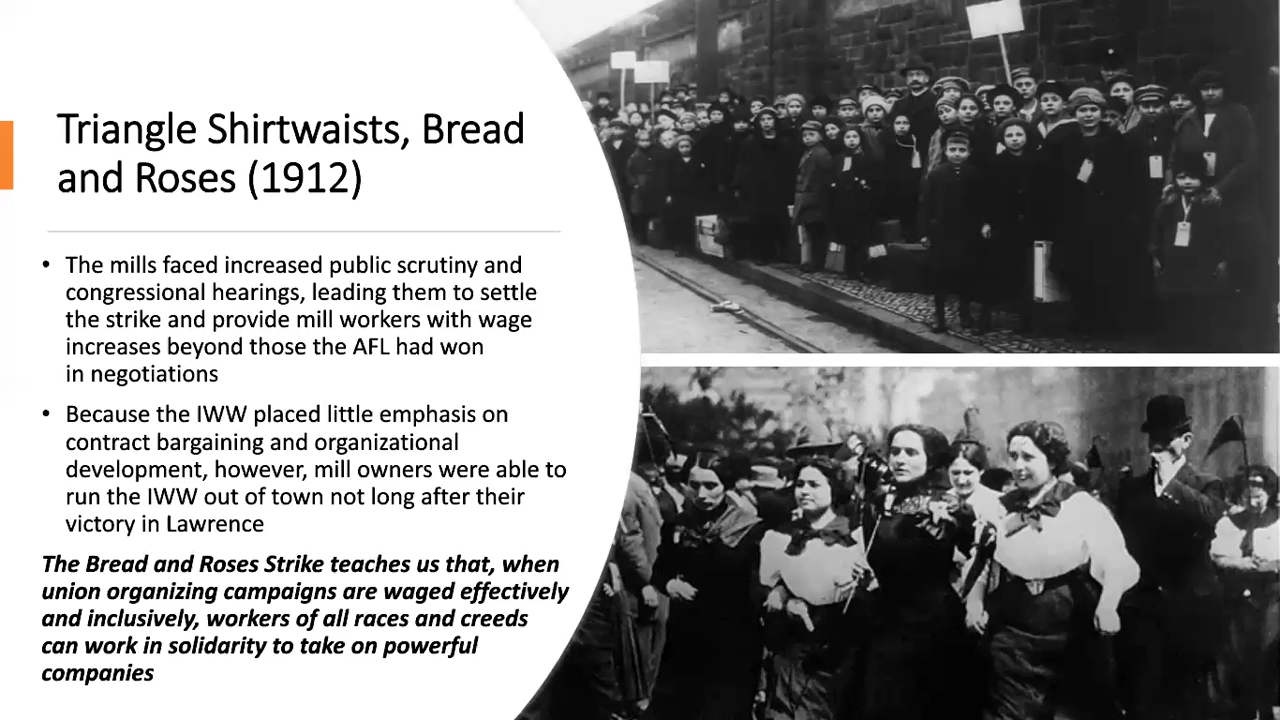 Triangle Shirtwaists, Bread
and Roses (1912)
• The mills faced increased public scrutiny and
congressional hearings, leading them to settle
the strike and provide mill workers with wage
increases beyond those the AFL had won
in negotiations
• Because the IWW placed little emphasis on
contract bargaining and organizational
development, however, mill owners were able to
run the IWW out of town not long after their
victory in Lawrence
The Bread and Roses Strike teaches us that, when
union organizing campaigns are waged effectively
and inclusively, workers of all races and creeds
can work in solidarity to take on powerful
companies